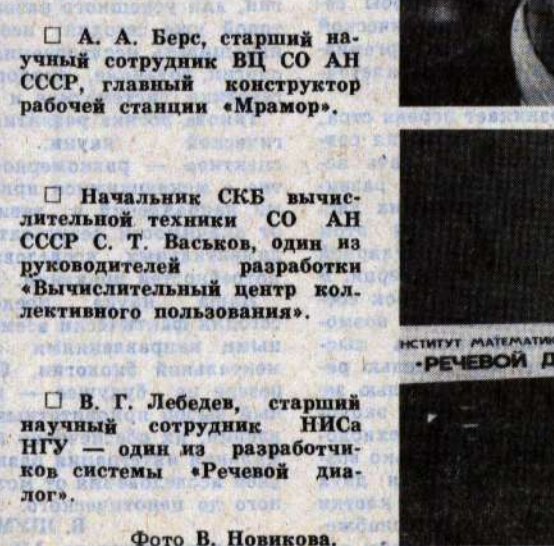 □ А. А. Берс, старший на-
учный сотрудник ВЦ СО АН
СССР, главный конструктор
рабочей станции «Мрамор».
□ Начальник СКБ вычис-
лительной техники СО АН
СССР С. Т. Васьков, один из
руководителей разработки
«Вычислительный центр кол-
лективного пользования».
НСТИТУТ МАТЕМАТИК
•РЕЧЕВОЙ Д
□ В. Г. Лебедев, старший
научный сотрудник НИСа
НГУ — один из разработчи-
ков системы «Речевой диа-
лог».
Фото В. Новикова.